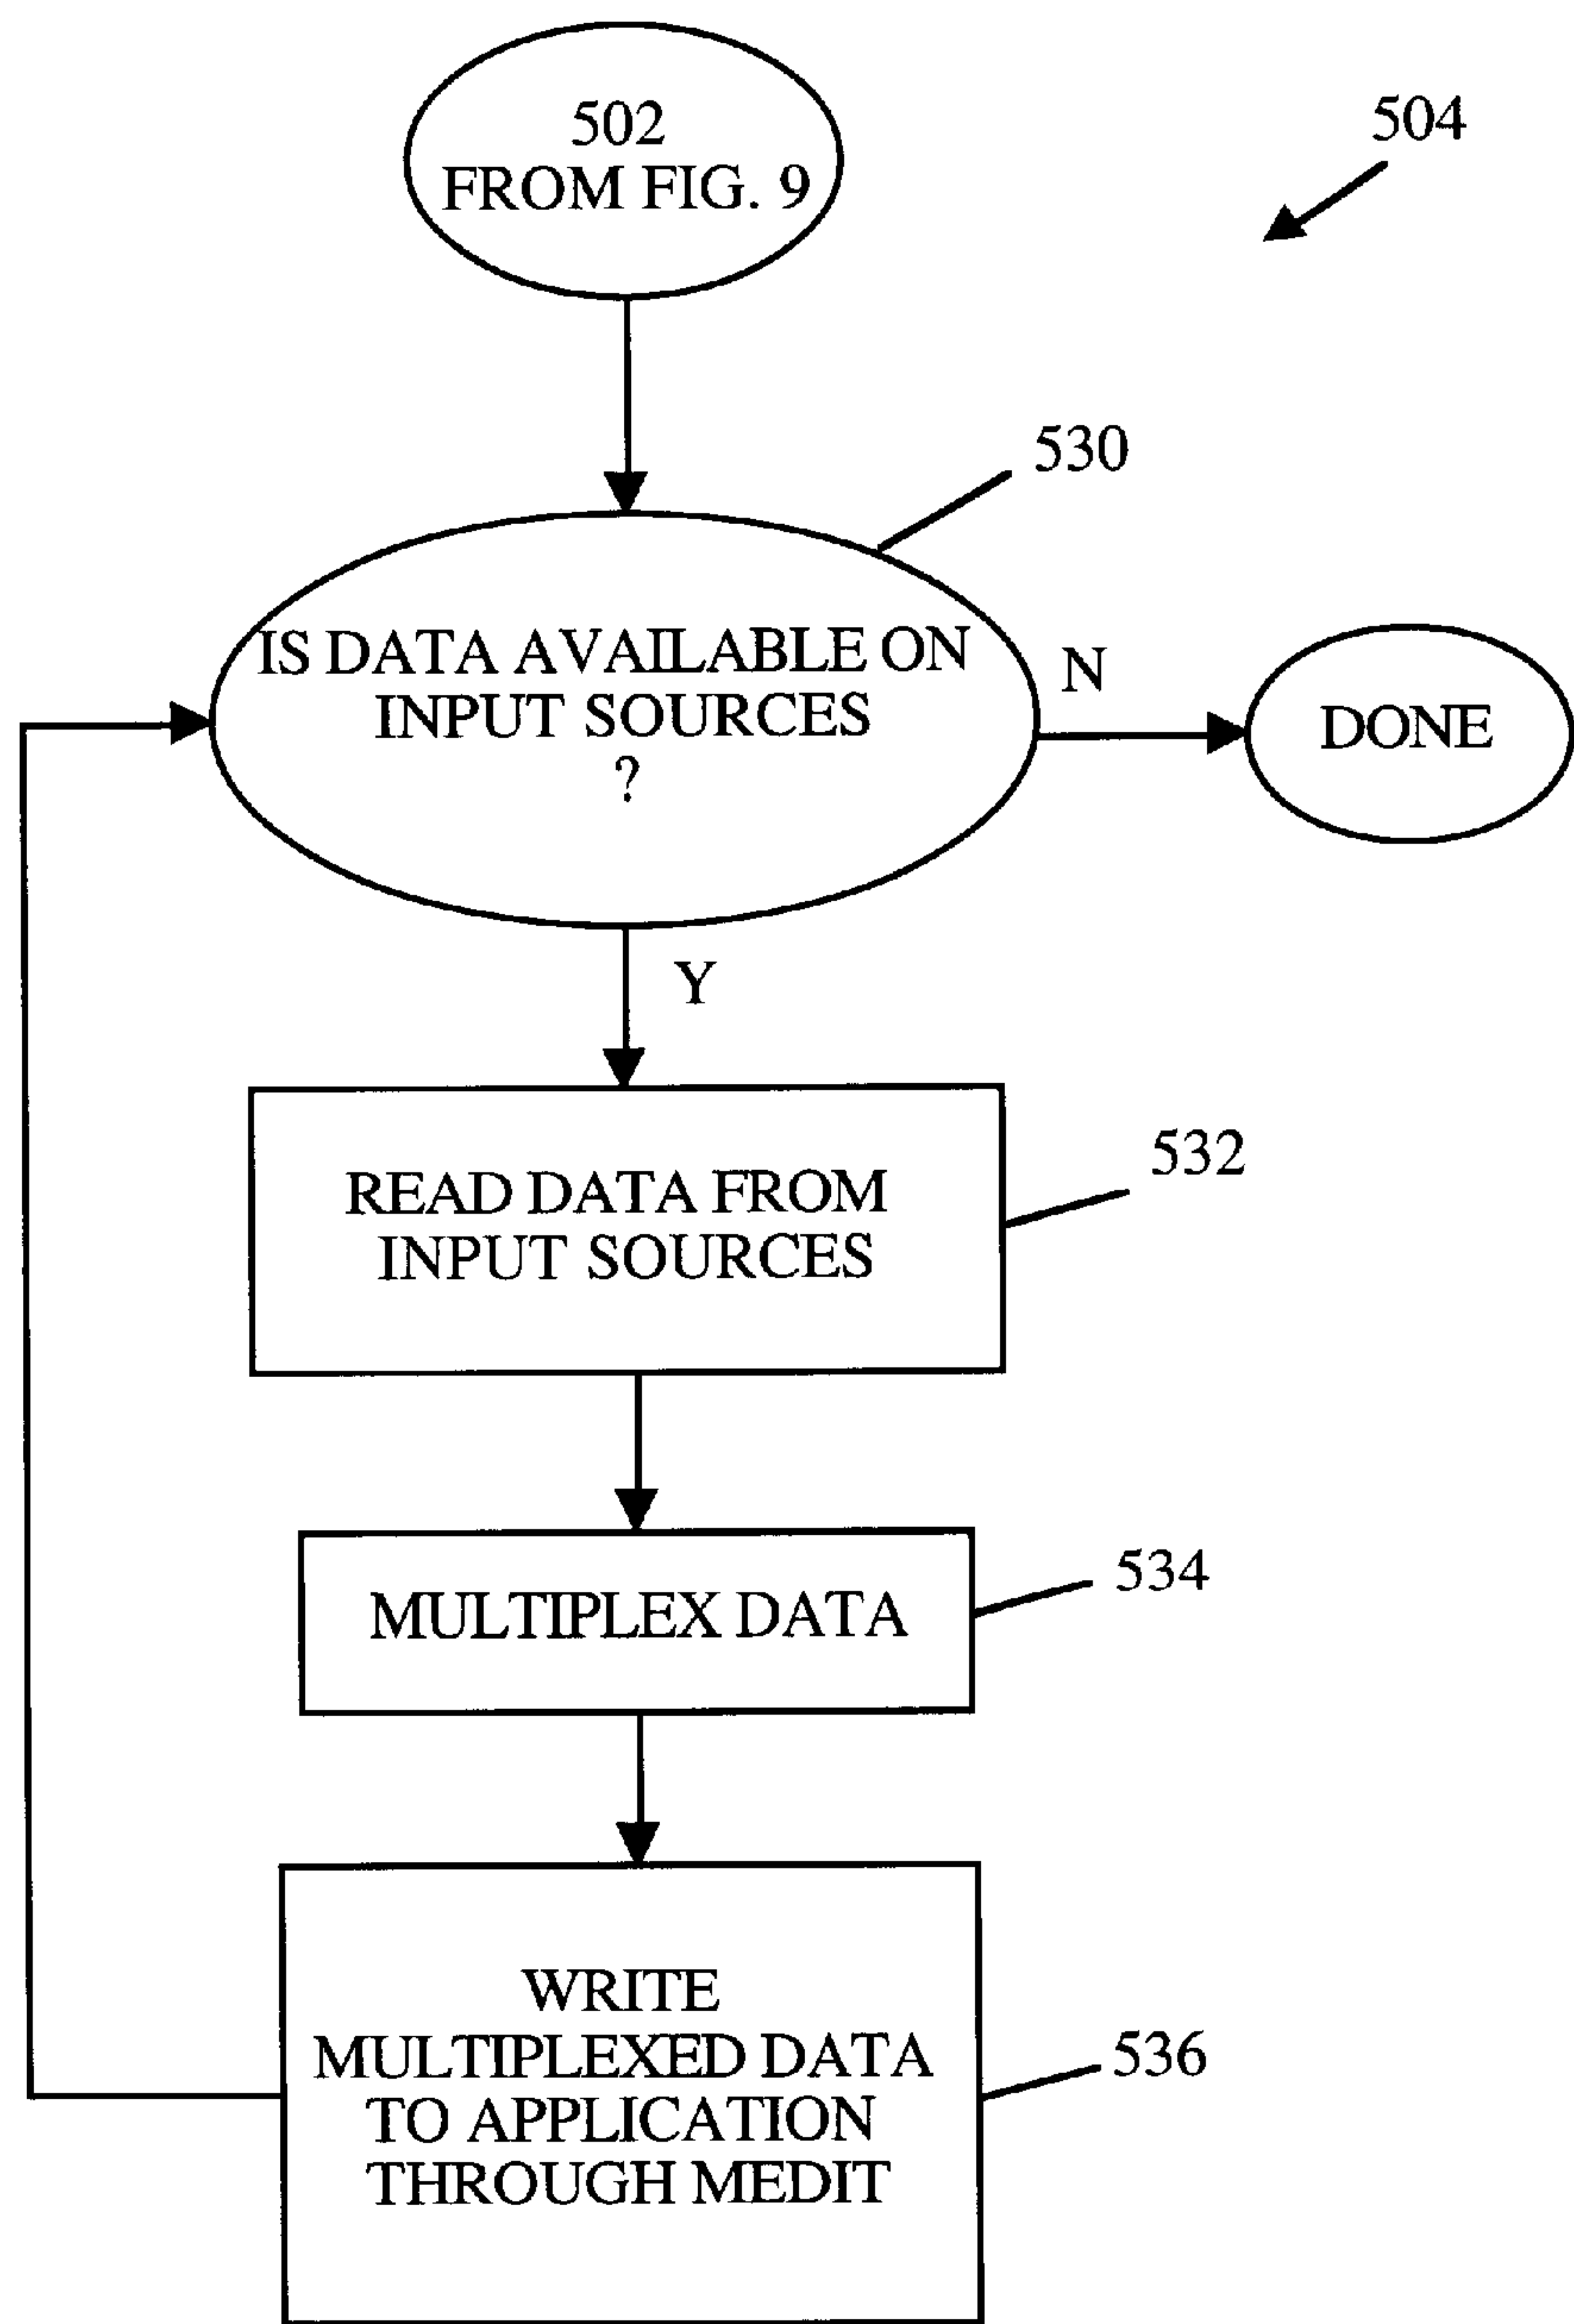 502
FROM FIG. 9
504
530
IS DATA AVAILABLE ON
INPUT SOURCES
?
N
DONE
Y
READ DATA FROM
INPUT SOURCES
532
MULTIPLEX DATA
534
WRITE
MULTIPLEXED DATA
TO APPLICATION
THROUGH MEDIT
536